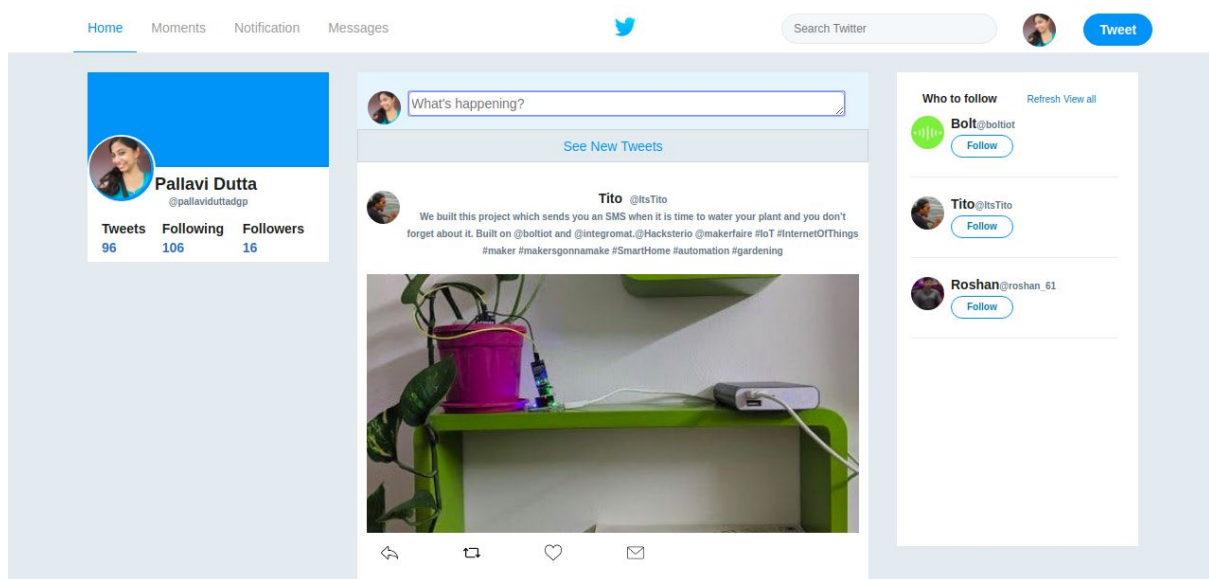 Home Moments Notification Messages
Search Twitter
Tweet
Pallavi Dutta
@pallaviduttadgp
Tweets Following Followers
96 106 16
What's happening?
See New Tweets
Tito @ItsTito
We built this project which sends you an SMS when it is time to water your plant and you don't
forget about it. Built on @boltiot and @integromat.@Hacksterio @makerfaire #IoT #InternetOfThings
#maker #makersgonnamake #SmartHome #automation #gardening
Who to follow Refresh View all
Bolt@boltiot
Follow
Tito@ItsTito
Follow
Roshan@roshan_61
Follow